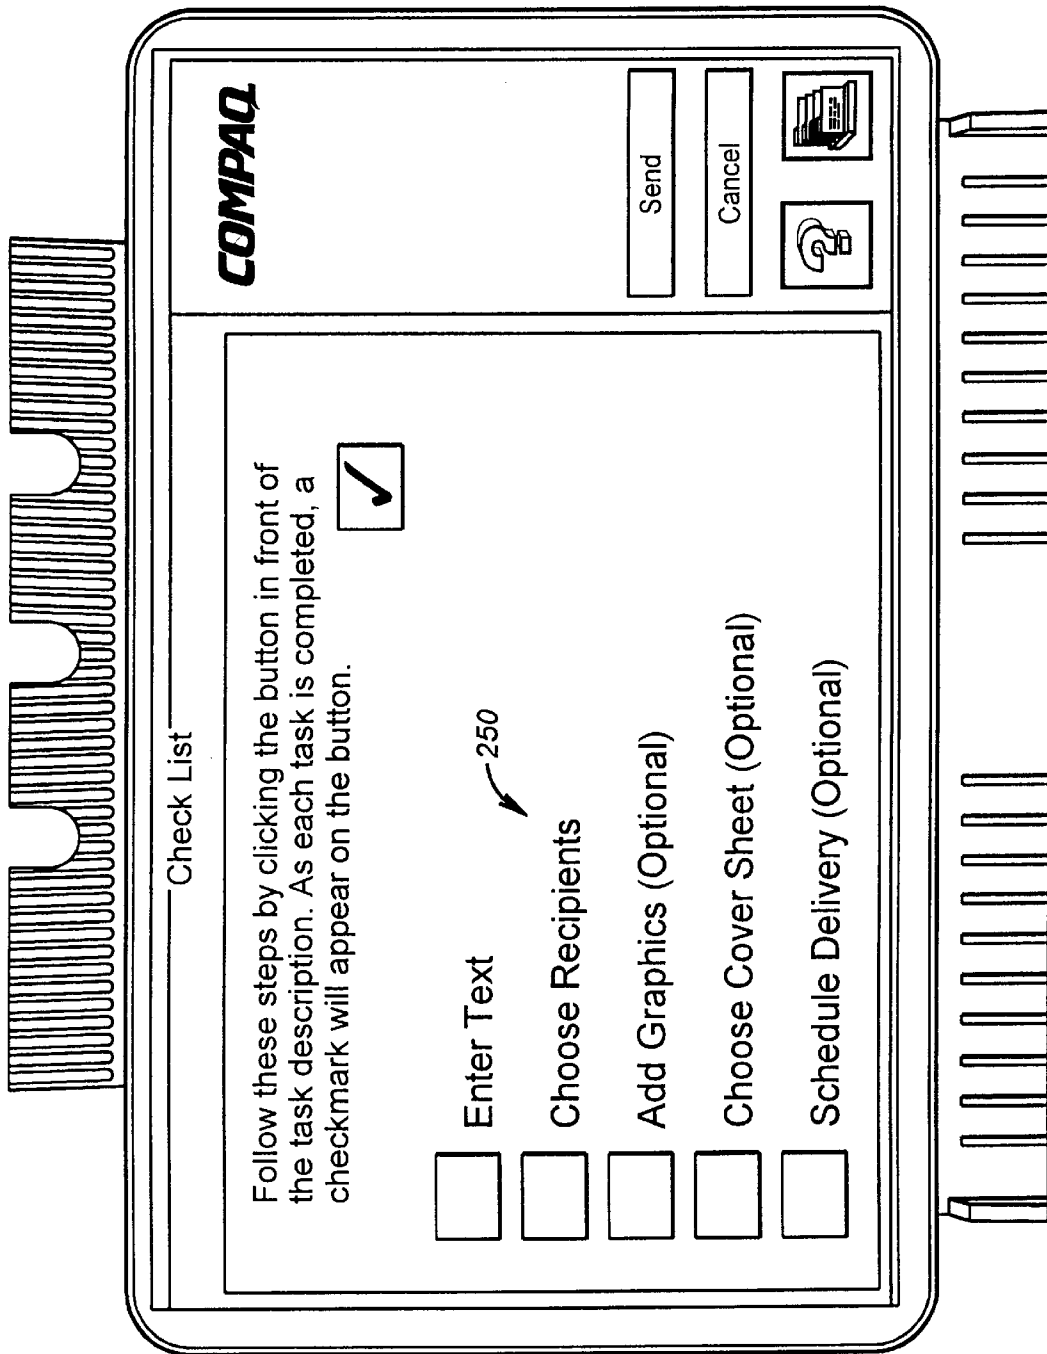 Check List
COMPAQ
Follow these steps by clicking the button in front of
the task description. As each task is completed, a
checkmark will appear on the button.
250
Enter Text
Choose Recipients
Add Graphics (Optional)
Choose Cover Sheet (Optional)
Schedule Delivery (Optional)
Send
Cancel
?